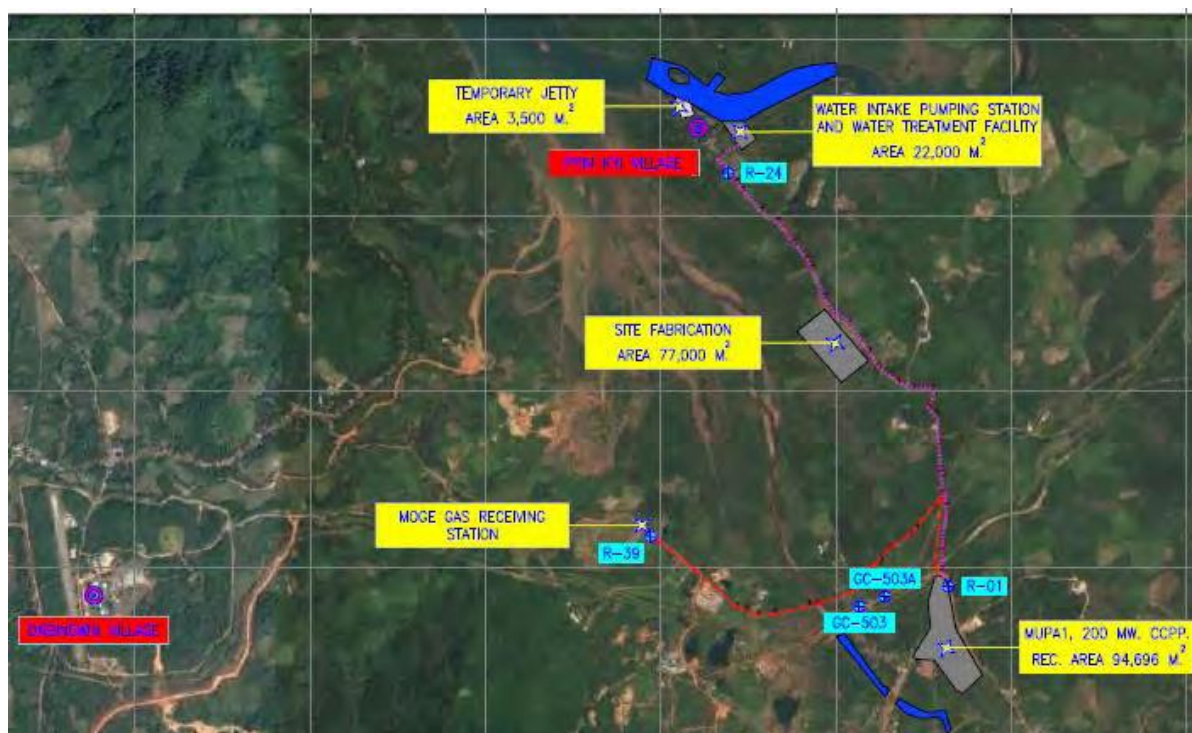 TEMPORARY JETTY
AREA 3,500 M.²
WATER INTAKE PUMPING STATION
AND WATER TREATMENT FACILITY
AREA 22,000 M.²
VILLAGE
R-24
SITE FABRICATION
AREA 77,000 M.²
MOGE GAS RECEIVING
STATION
R-39
GC-503A
R-01
GC-503
VILLAGE
MUPA1, 200 MW. CCPP.
REC. AREA 94,696 M.²